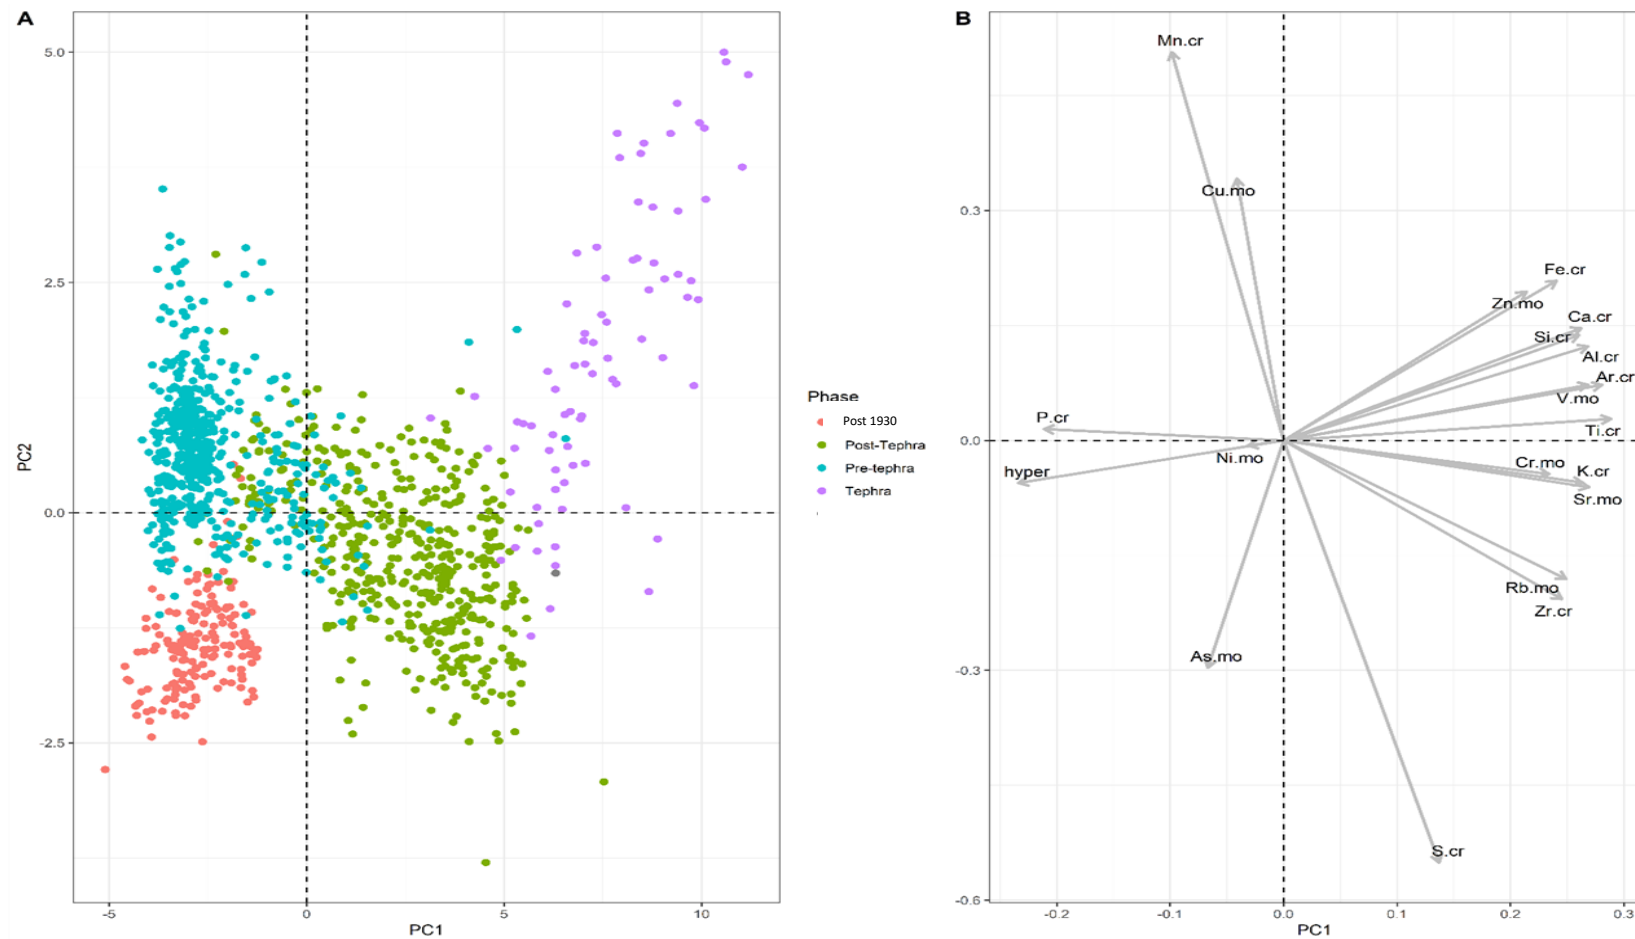 A
5.0
2.5
0.0
-2.5
-5
0
5
10
PC1
PC2
Phase
Post 1930
Post-Tephra
Pre-tephra
Tephra
B
Mn.cr
Cu.mo
Fe.cr
Zn.mo
Ca.cr
Si.cr
Al.cr
Ar.cr
V.mo
P.cr
Ti.cr
Ni.mo
hyper
Cr.mo
K.cr
Sr.mo
Rb.mo
Zr.cr
As.mo
S.cr
0.3
0.0
-0.3
-0.6
-0.2
-0.1
0.0
0.1
0.2
0.3
PC1